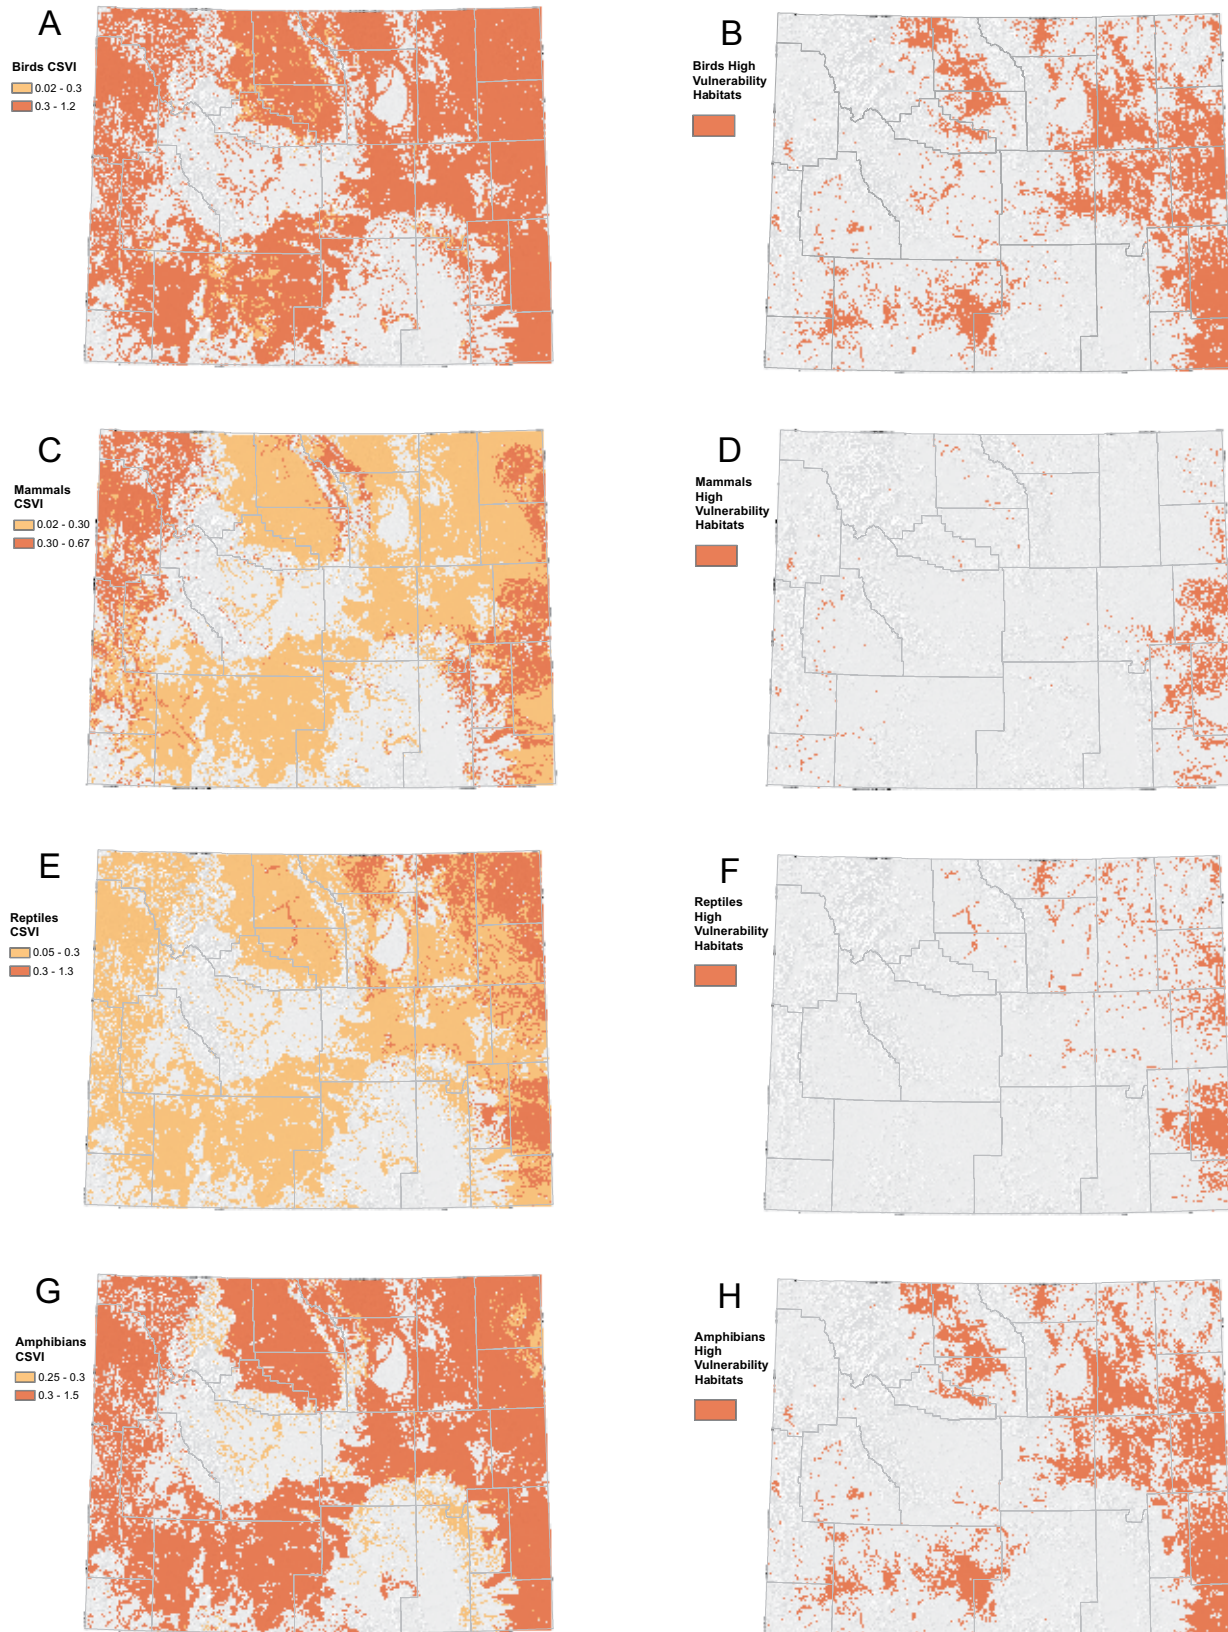 A
Birds CSVI
0.02 - 0.3
0.3 - 1.2
B
Birds High
Vulnerability
Habitats
C
Mammals
CSVI
0.02 - 0.30
0.30 - 0.67
D
Mammals
High
Vulnerability
Habitats
E
Reptiles
CSVI
0.05 - 0.3
0.3 - 1.3
F
Reptiles
High
Vulnerability
Habitats
G
Amphibians
CSVI
0.25 - 0.3
0.3 - 1.5
H
Amphibians
High
Vulnerability
Habitats